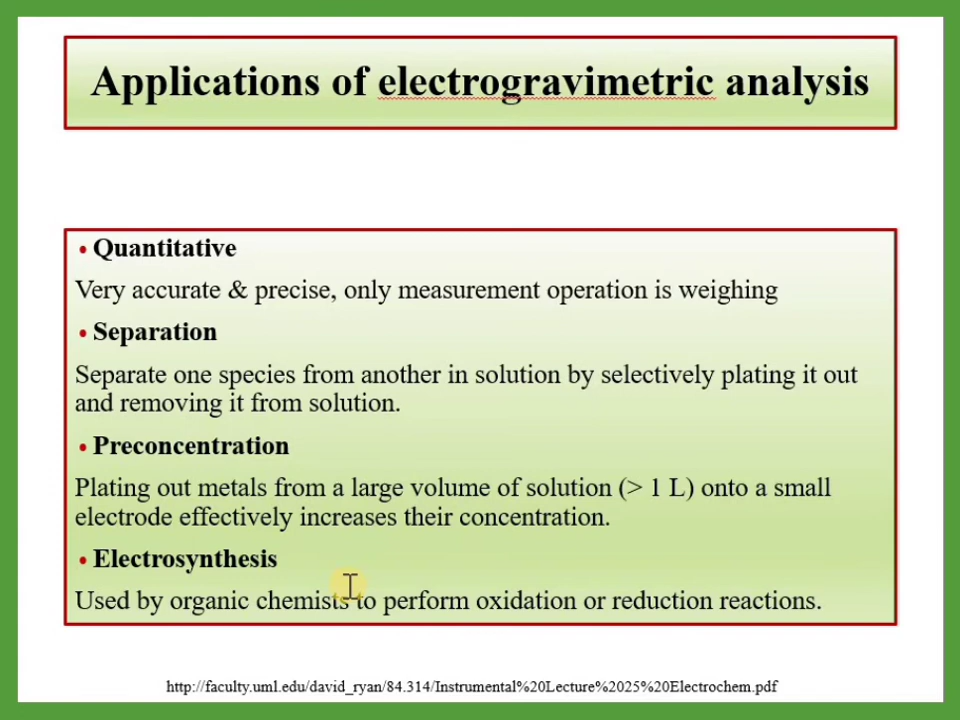 Applications of electrogravimetric analysis
• Quantitative
Very accurate & precise, only measurement operation is weighing
• Separation
Separate one species from another in solution by selectively plating it out
and removing it from solution.
• Preconcentration
Plating out metals from a large volume of solution (> 1 L) onto a small
electrode effectively increases their concentration.
• Electrosynthesis
Used by organic chemists to perform oxidation or reduction reactions.
http://faculty.uml.edu/david_ryan/84.314/Instrumental%20Lecture%2025%20Electrochem.pdf